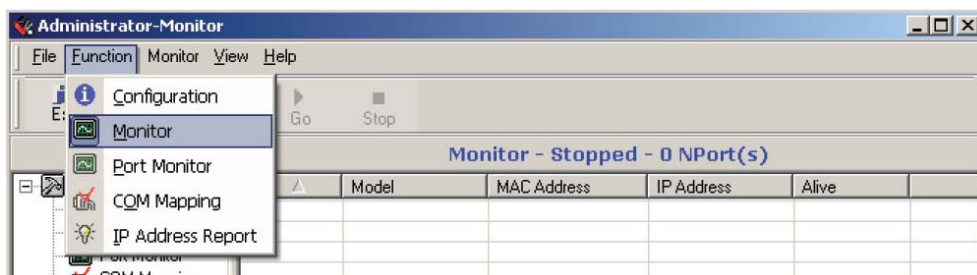 Administrator-Monitor
File Function Monitor View Help
Configuration
Monitor
Port Monitor
COM Mapping
IP Address Report
Go Stop
Monitor - Stopped - 0 NPort(s)
Model MAC Address IP Address Alive